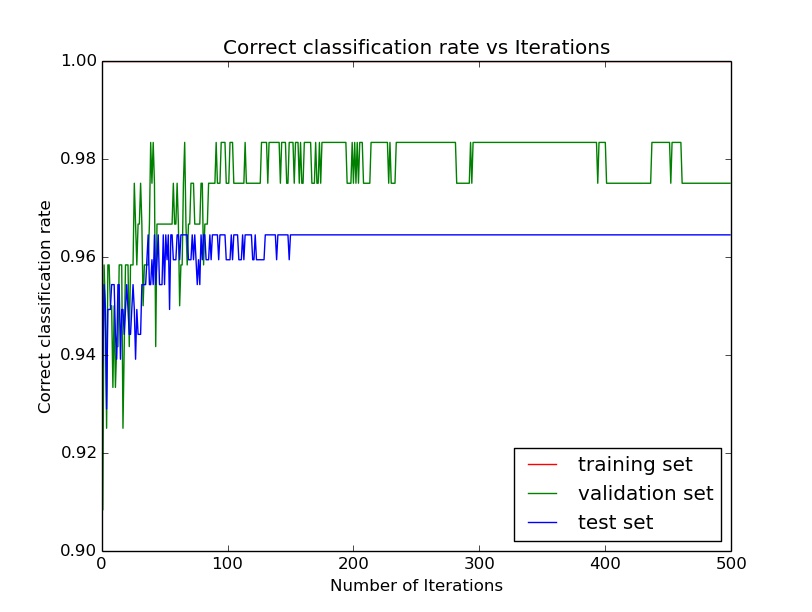 Correct classification rate vs Iterations
1.00
0.98
0.96
0.94
0.92
0.90
Correct classification rate
0
100
200
300
400
500
Number of Iterations
training set
validation set
test set